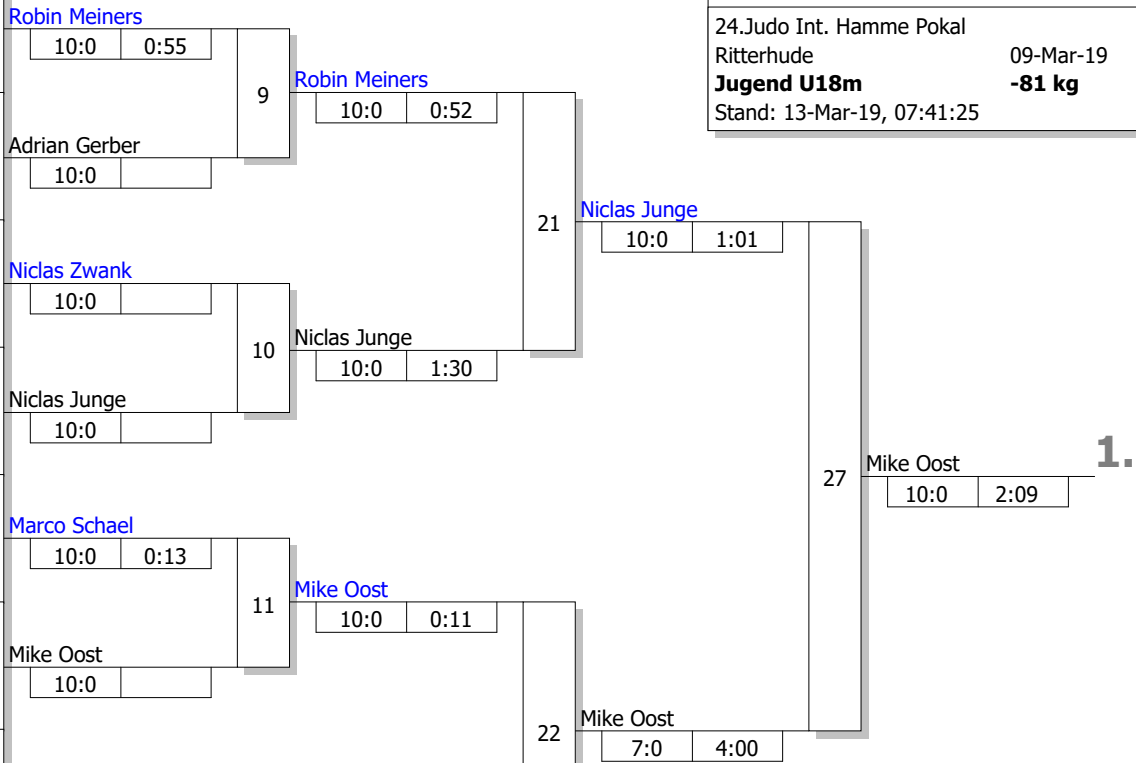 24.Judo Int. Hamme Pokal
Ritterhude 09-Mar-19
Jugend U18m -81 kg
Stand: 13-Mar-19, 07:41:25
Robin Meiners
10:0 0:55
9
Adrian Gerber
10:0
Robin Meiners
10:0 0:52
Niclas Zwank
10:0
10
Niclas Junge
10:0
Niclas Junge
10:0 1:30
21
Niclas Junge
10:0 1:01
Marco Schael
10:0 0:13
11
Mike Oost
10:0
Mike Oost
10:0 0:11
22
Mike Oost
7:0 4:00
27
Mike Oost
10:0 2:09
1.